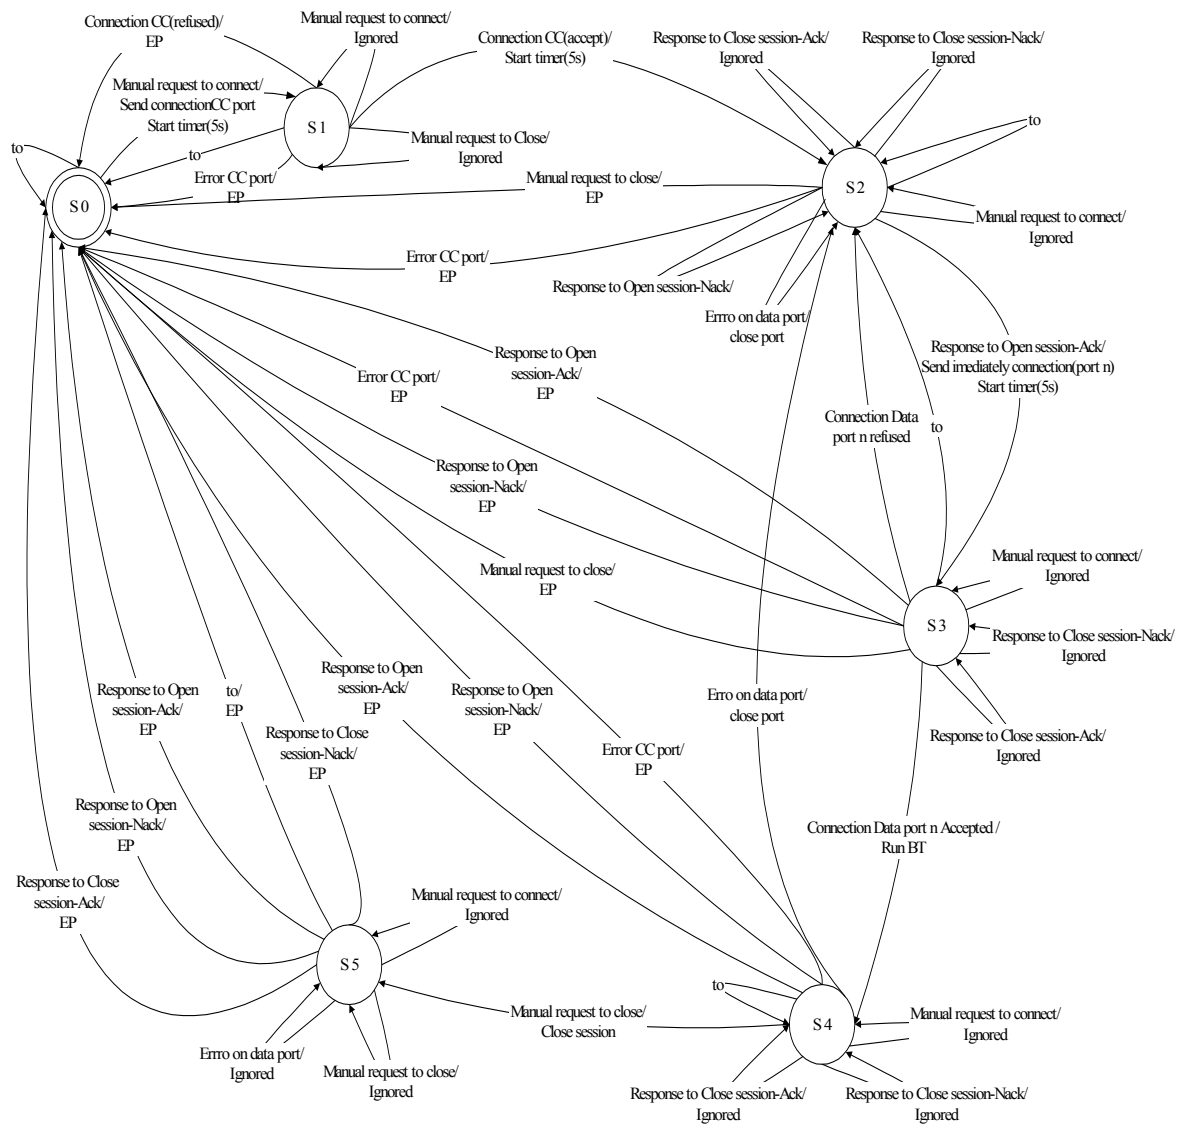 Connection CC(refused)/
EP
Manual request to connect/
Ignored
Connection CC(accept)/
Start timer(5s)
Response to Close session-Ack/
Ignored
Response to Close session-Nack/
Ignored
Manual request to connect/
Send connectionCC port
Start timer(5s)
S1
to
to
to
Manual request to Close/
Ignored
Error CC port/
EP
S0
Manual request to close/
EP
S2
Manual request to connect/
Ignored
Error CC port/
EP
Response to Open session-Nack/
Errro on data port/
close port
Response to Open
session-Ack/
EP
Response to Open session-Ack/
Send imediately connection(port n)
Start timer(5s)
Error CC port/
EP
Connection Data
port n refused
to
Response to Open
session-Nack/
EP
Manual request to close/
EP
Manual request to connect/
Ignored
S3
Response to Close session-Nack/
Ignored
Response to Close session-Ack/
Ignored
Response to Open
session-Ack/
EP
to/
EP
Response to Close
session-Nack/
EP
Response to Open
session-Ack/
EP
Response to Open
session-Nack/
EP
Erro on data port/
close port
Error CC port/
EP
Response to Open
session-Nack/
EP
Connection Data port n Accepted /
Run BT
Response to Close
session-Ack/
EP
Manual request to connect/
Ignored
S5
to
Manual request to close/
Close session
S4
Manual request to connect/
Ignored
Errro on data port/
Ignored
Manual request to close/
Ignored
Response to Close session-Ack/
Ignored
Response to Close session-Nack/
Ignored